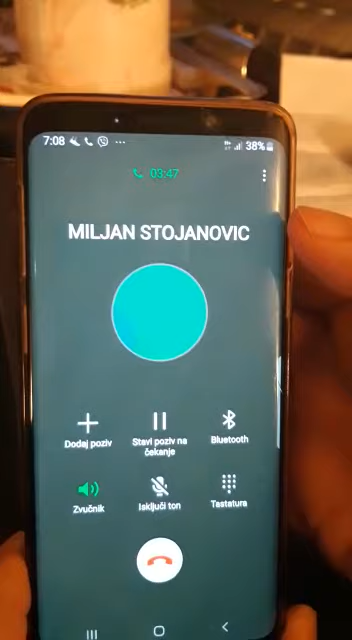 7:08 38%
03:47
MILJAN STOJANOVIC
Dodaj poziv Stavi poziv na čekanje Bluetooth
Zvučnik Isključi ton Tastatura